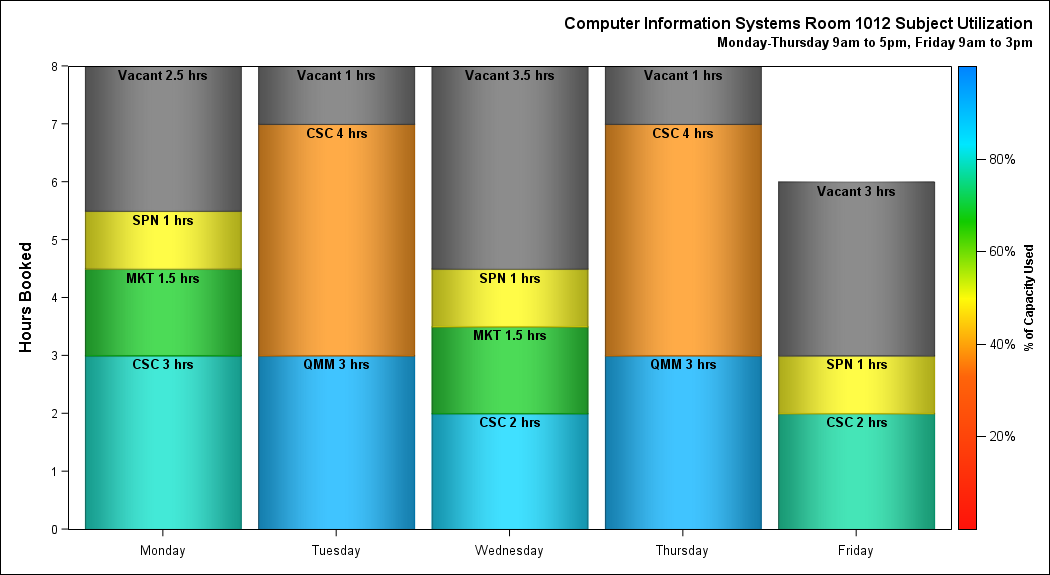 Computer Information Systems Room 1012 Subject Utilization
Monday-Thursday 9am to 5pm, Friday 9am to 3pm
Hours Booked
8
7
6
5
4
3
2
1
0
Vacant 2.5 hrs
SPN 1 hrs
MKT 1.5 hrs
CSC 3 hrs
Vacant 1 hrs
CSC 4 hrs
QMM 3 hrs
Vacant 3.5 hrs
SPN 1 hrs
MKT 1.5 hrs
CSC 2 hrs
Vacant 1 hrs
CSC 4 hrs
QMM 3 hrs
Vacant 3 hrs
SPN 1 hrs
CSC 2 hrs
Monday
Tuesday
Wednesday
Thursday
Friday
80%
60%
40%
20%
% of Capacity Used